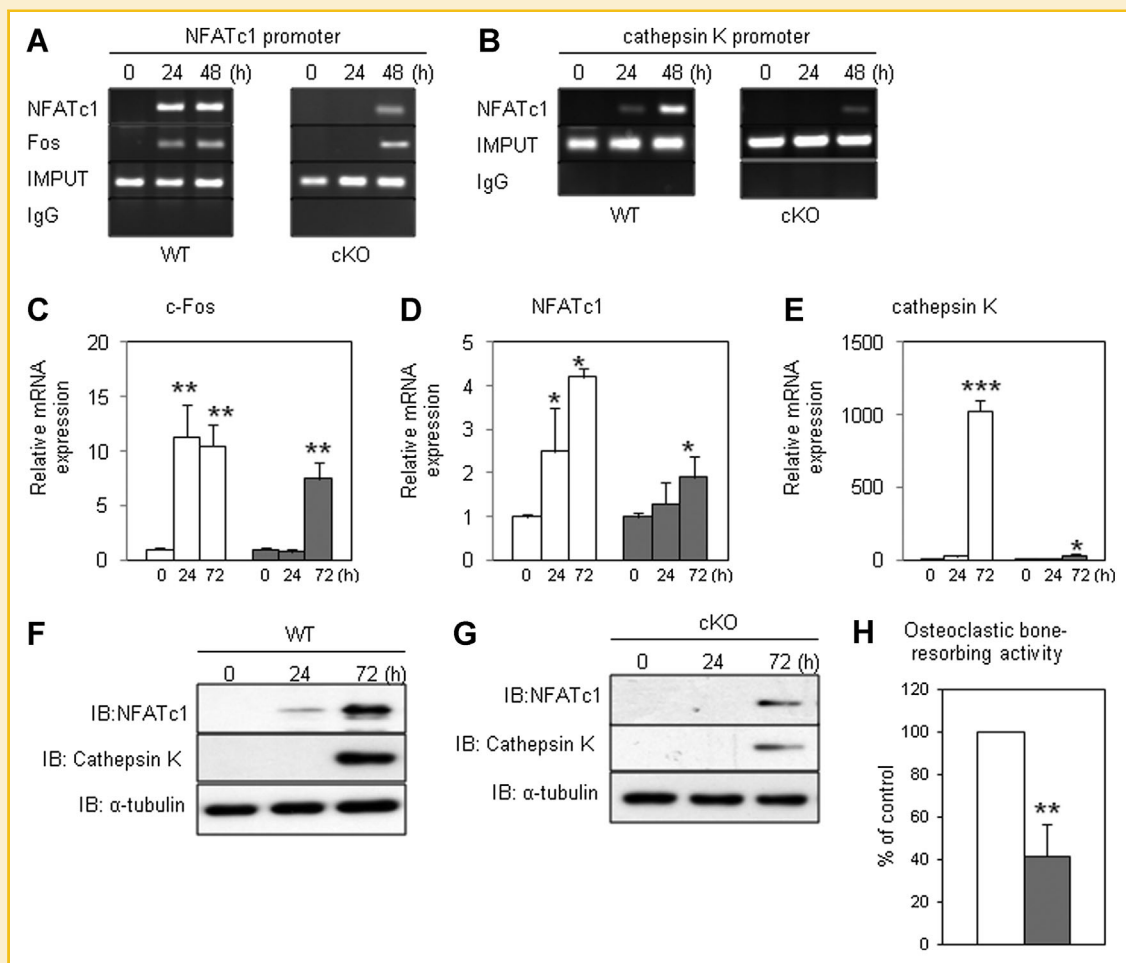 A
NFATc1 promoter
0 24 48 (h) 0 24 48 (h)
NFATc1
Fos
IMPUT
IgG
WT cKO
B
cathepsin K promoter
0 24 48 (h) 0 24 48 (h)
NFATc1
IMPUT
IgG
WT cKO
C
c-Fos
Relative mRNA
expression
20
15
10
5
0
** ** **
0 24 72 0 24 72 (h)
D
NFATc1
Relative mRNA
expression
5
4
3
2
1
0
* * *
0 24 72 0 24 72 (h)
E
cathepsin K
Relative mRNA
expression
1500
1000
500
0
*** *
0 24 72 0 24 72 (h)
F
WT
0 24 72 (h)
IB:NFATc1
IB: Cathepsin K
IB: α-tubulin
G
cKO
0 24 72 (h)
IB:NFATc1
IB: Cathepsin K
IB: α-tubulin
H
Osteoclastic bone-
resorbing activity
% of control
120
100
80
60
40
20
0
**